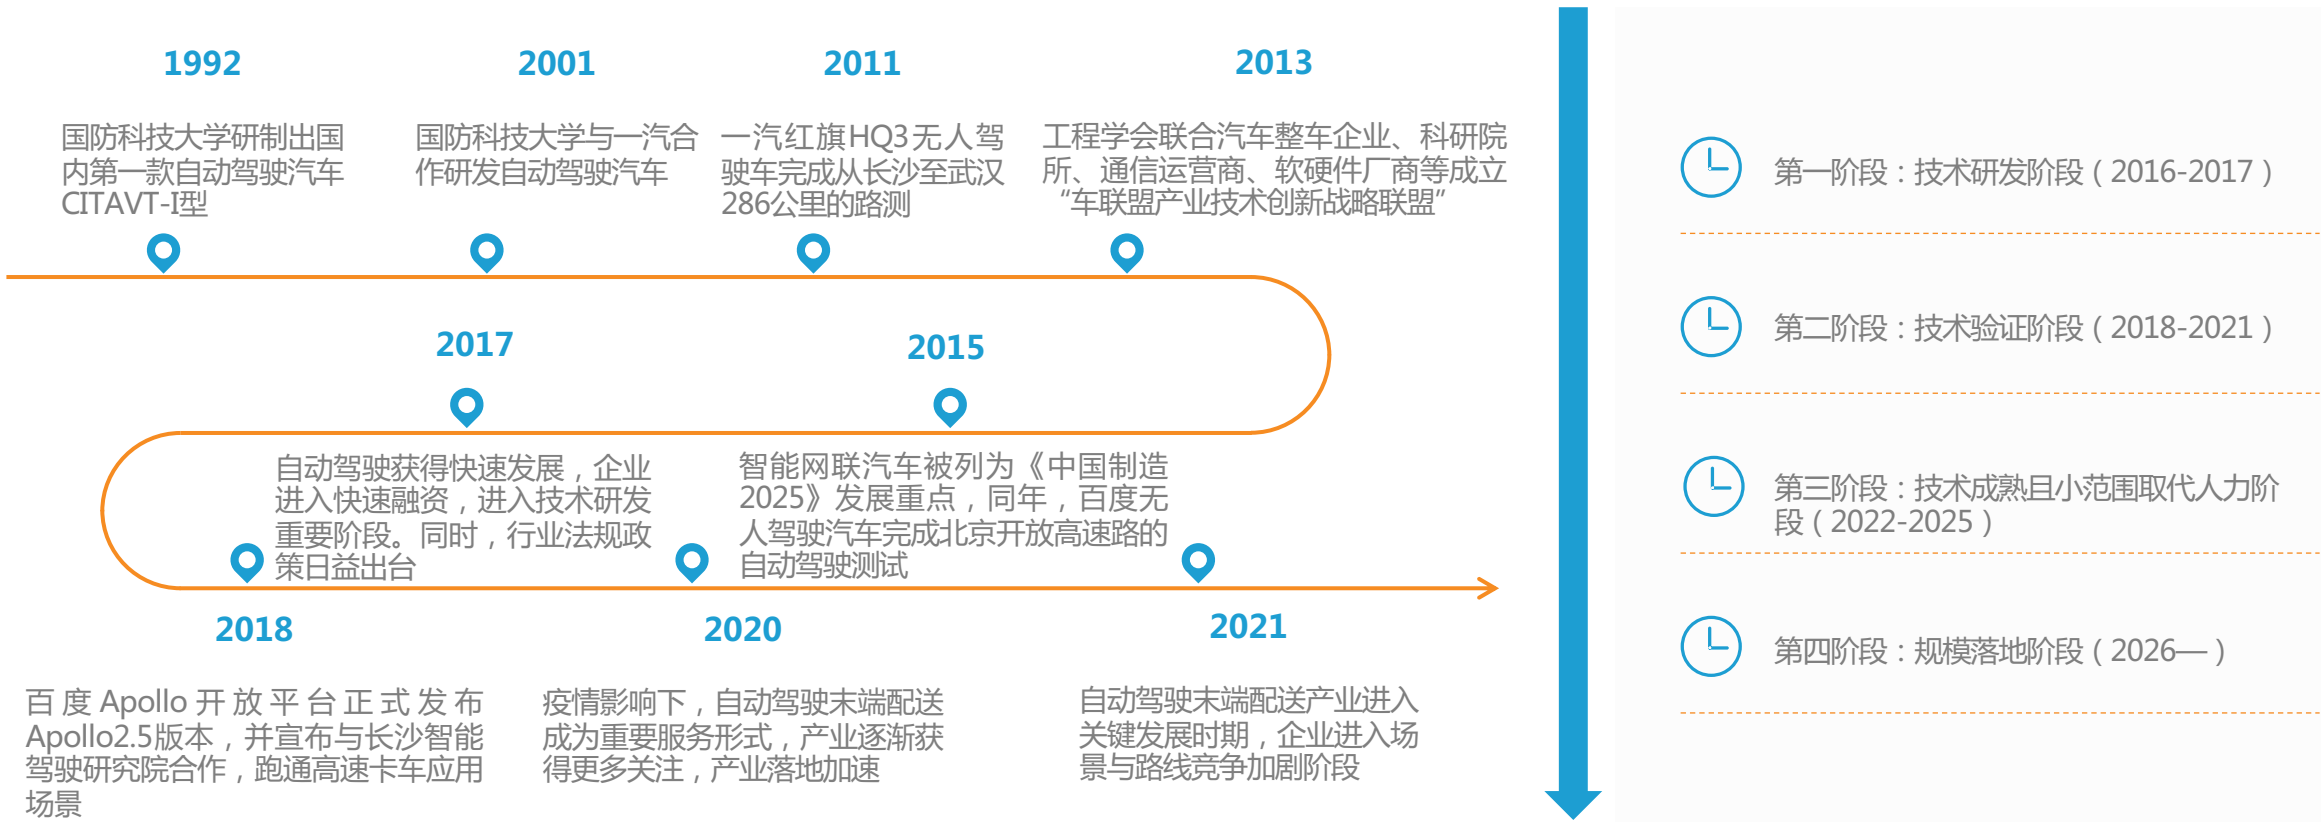 1992
国防科技大学研制出国
内第一款自动驾驶汽车
CITAVT-I型
2001
国防科技大学与一汽合
作研发自动驾驶汽车
2011
一汽红旗HQ3无人驾
驶车完成从长沙至武汉
286公里的路测
2013
工程学会联合汽车整车企业、科研院
所、通信运营商、软硬件厂商等成立
“车联盟产业技术创新战略联盟”
2015
智能网联汽车被列为《中国制造
2025》发展重点，同年，百度无
人驾驶汽车完成北京开放高速路的
自动驾驶测试
2017
自动驾驶获得快速发展，企业
进入快速融资，进入技术研发
重要阶段。同时，行业法规政
策日益出台
2018
百度Apollo开放平台正式发布
Apollo2.5版本，并宣布与长沙智能
驾驶研究院合作，跑通高速卡车应用
场景
2020
疫情影响下，自动驾驶末端配送
成为重要服务形式，产业逐渐获
得更多关注，产业落地加速
2021
自动驾驶末端配送产业进入
关键发展时期，企业进入场
景与路线竞争加剧阶段
第一阶段：技术研发阶段（2016-2017）
第二阶段：技术验证阶段（2018-2021）
第三阶段：技术成熟且小范围取代人力阶
段（2022-2025）
第四阶段：规模落地阶段（2026—）